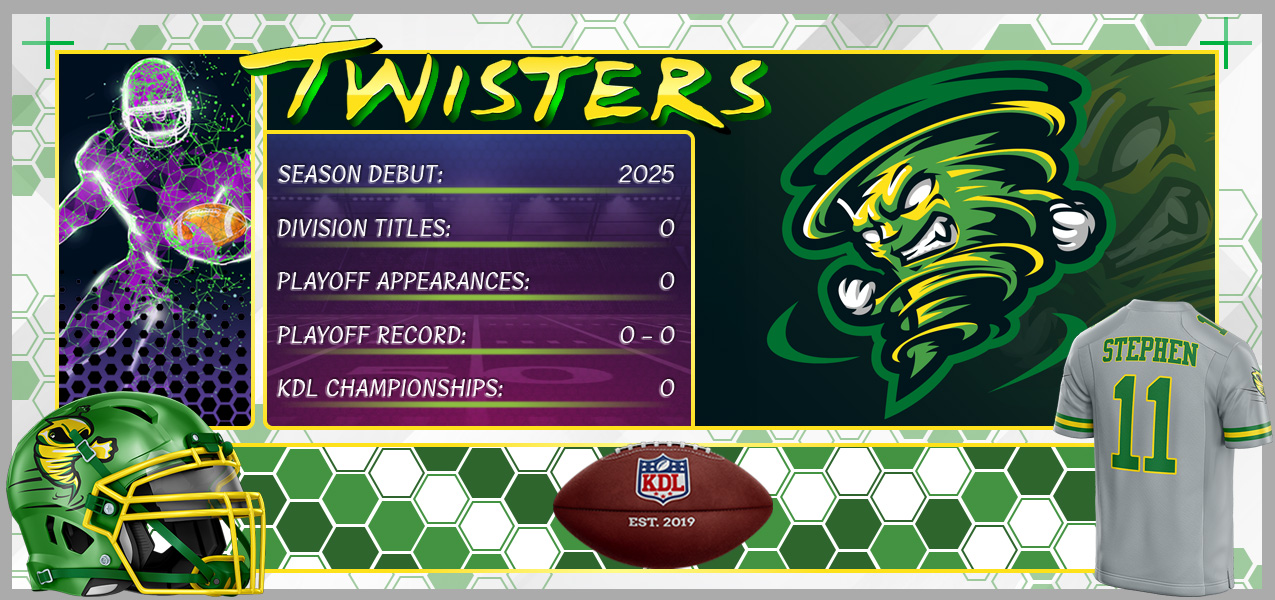 TWISTERS
SEASON DEBUT: 2025
DIVISION TITLES: 0
PLAYOFF APPEARANCES: 0
PLAYOFF RECORD: 0 - 0
KDL CHAMPIONSHIPS: 0
50
STEPHEN
11
KDL
EST. 2019